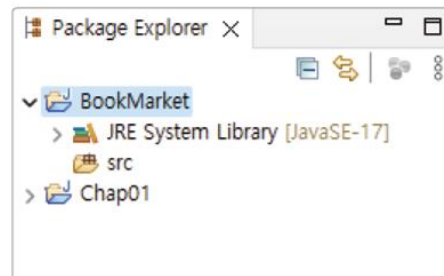 Package Explorer
BookMarket
JRE System Library [JavaSE-17]
src
Chap01